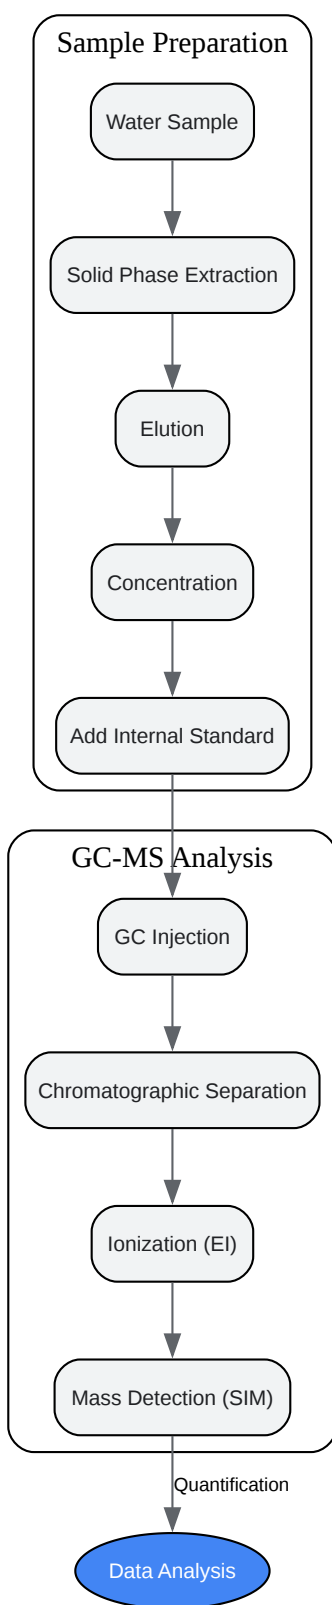 Sample Preparation
Water Sample
Solid Phase Extraction
Elution
Concentration
Add Internal Standard
GC-MS Analysis
GC Injection
Chromatographic Separation
Ionization (EI)
Mass Detection (SIM)
Quantification
Data Analysis